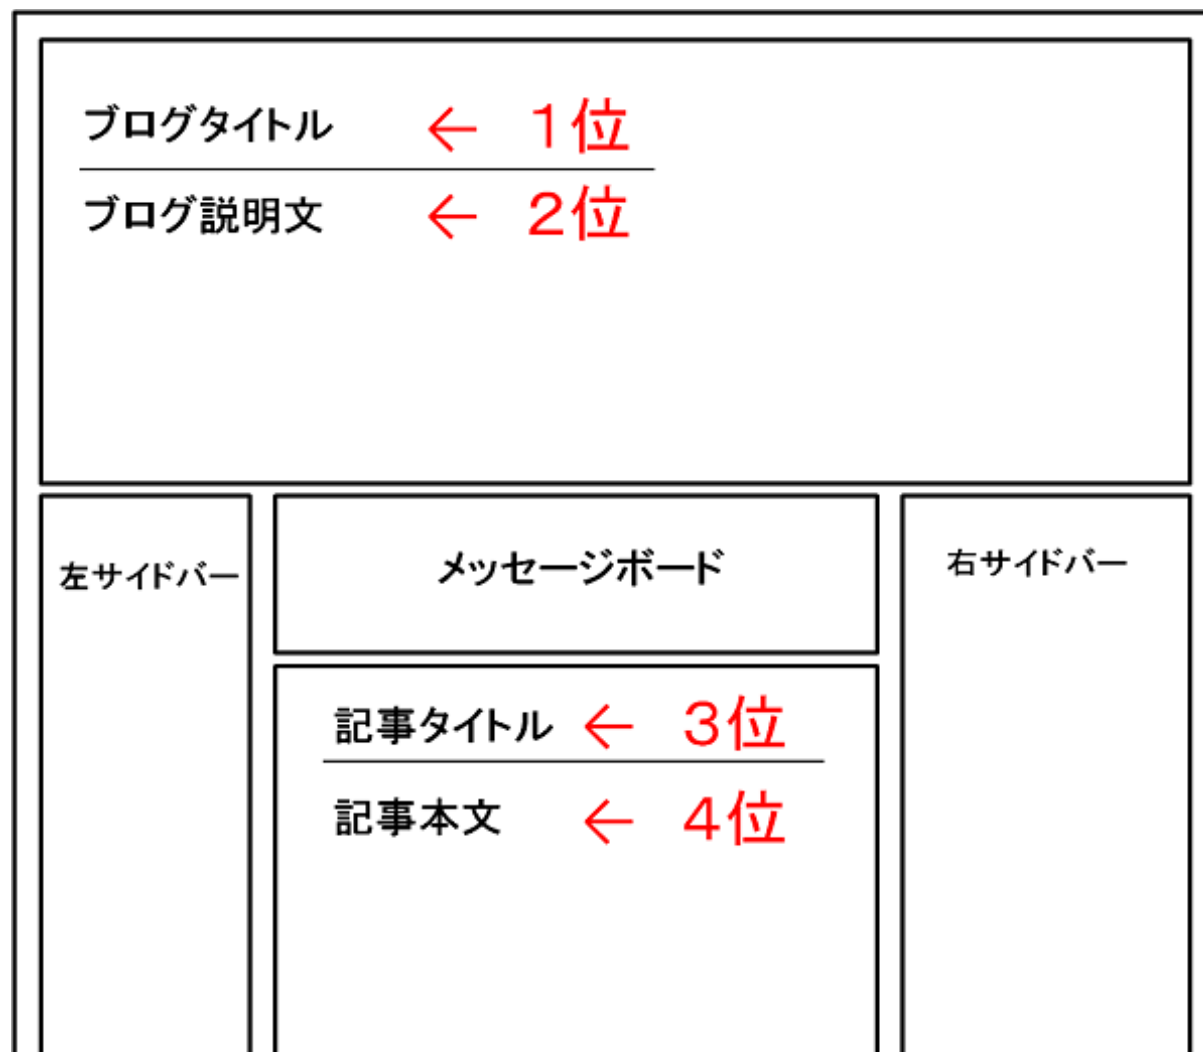 ブログタイトル ← 1位
ブログ説明文 ← 2位
左サイドバー
メッセージボード
右サイドバー
記事タイトル ← 3位
記事本文 ← 4位